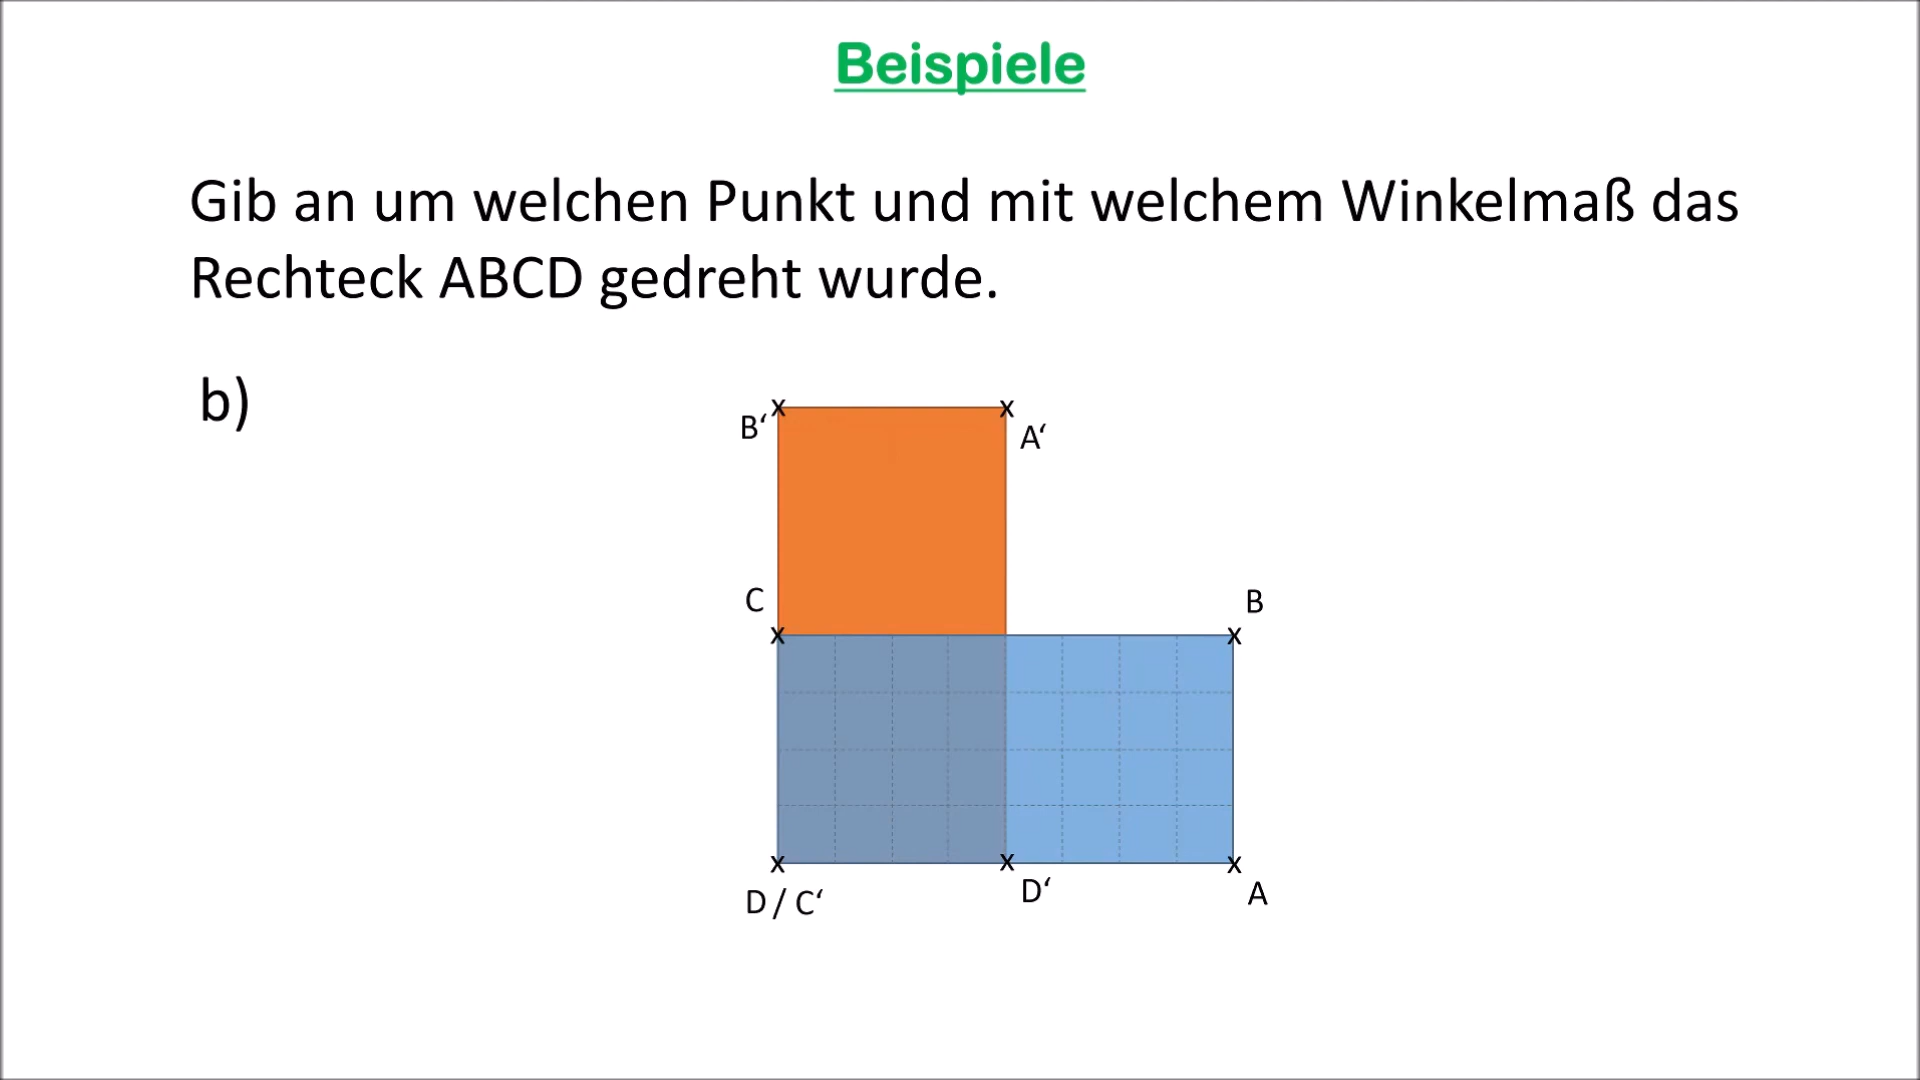 Beispiele
Gib an um welchen Punkt und mit welchem Winkelmaß das
Rechteck ABCD gedreht wurde.
b)
B‘
A‘
C
B
D / C‘
D‘
A